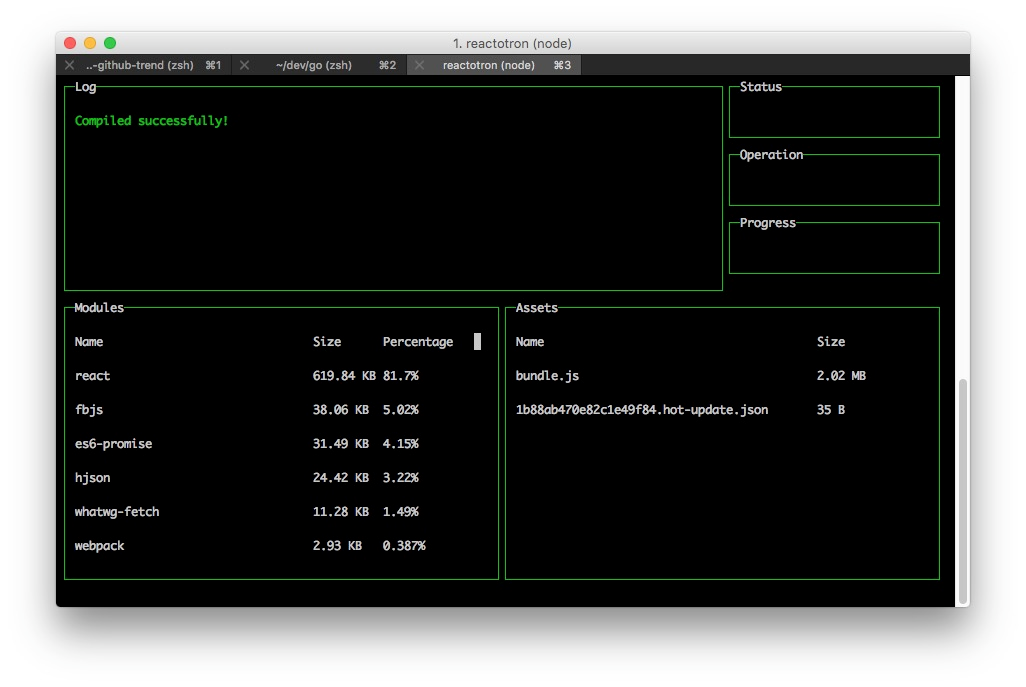 1. reactotron (node)
..-github-trend (zsh) ⌘1 ~/dev/go (zsh) ⌘2 reactotron (node) ⌘3
Log
Compiled successfully!
Status
Operation
Progress
Modules
Name Size Percentage
react 619.84 KB 81.7%
fbjs 38.06 KB 5.02%
es6-promise 31.49 KB 4.15%
hjson 24.42 KB 3.22%
whatwg-fetch 11.28 KB 1.49%
webpack 2.93 KB 0.387%
Assets
Name Size
bundle.js 2.02 MB
1b88ab470e82c1e49f84.hot-update.json 35 B